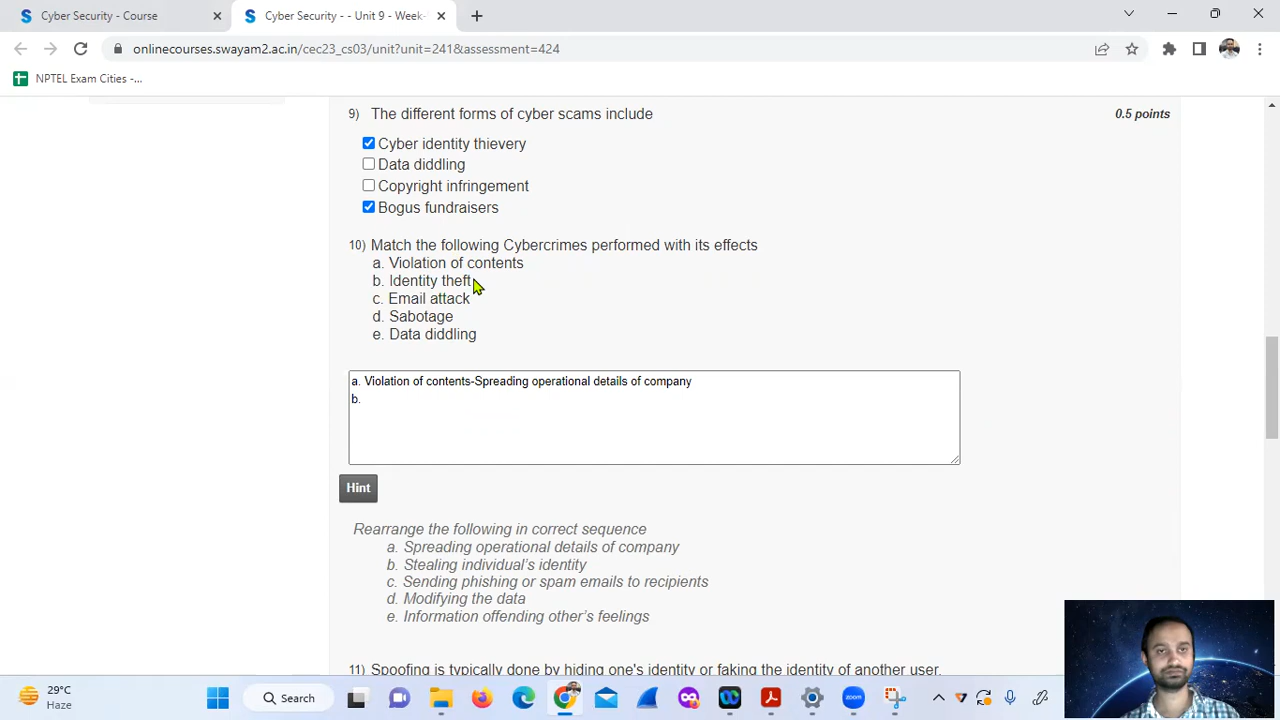 Cyber Security - Course
Cyber Security - - Unit 9 - Week-
onlinecourses.swayam2.ac.in/cec23_cs03/unit?unit=241&assessment=424
NPTEL Exam Cities -...
9) The different forms of cyber scams include 0.5 points
Cyber identity thievery
Data diddling
Copyright infringement
Bogus fundraisers
10) Match the following Cybercrimes performed with its effects
a. Violation of contents
b. Identity theft
c. Email attack
d. Sabotage
e. Data diddling
a. Violation of contents-Spreading operational details of company
b.
Hint
Rearrange the following in correct sequence
a. Spreading operational details of company
b. Stealing individual's identity
c. Sending phishing or spam emails to recipients
d. Modifying the data
e. Information offending other's feelings
11) Spoofing is typically done by hiding one's identity or faking the identity of another user
29°C
Haze
Search
zoom